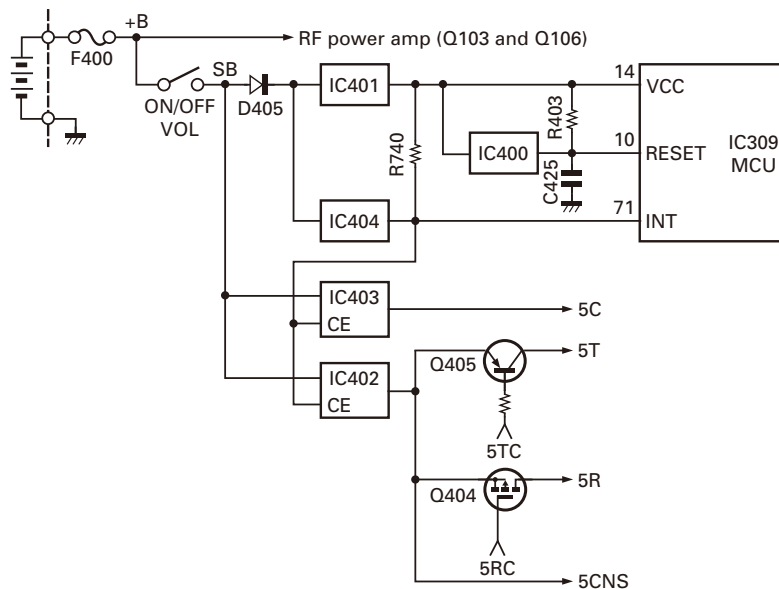 +B
RF power amp (Q103 and Q106)
F400
SB
ON/OFF
VOL
D405
IC401
14
VCC
R403
R740
IC400
10
RESET
IC309
MCU
C425
IC404
71
INT
IC403
CE
5C
IC402
CE
Q405
5T
5TC
Q404
5R
5RC
5CNS